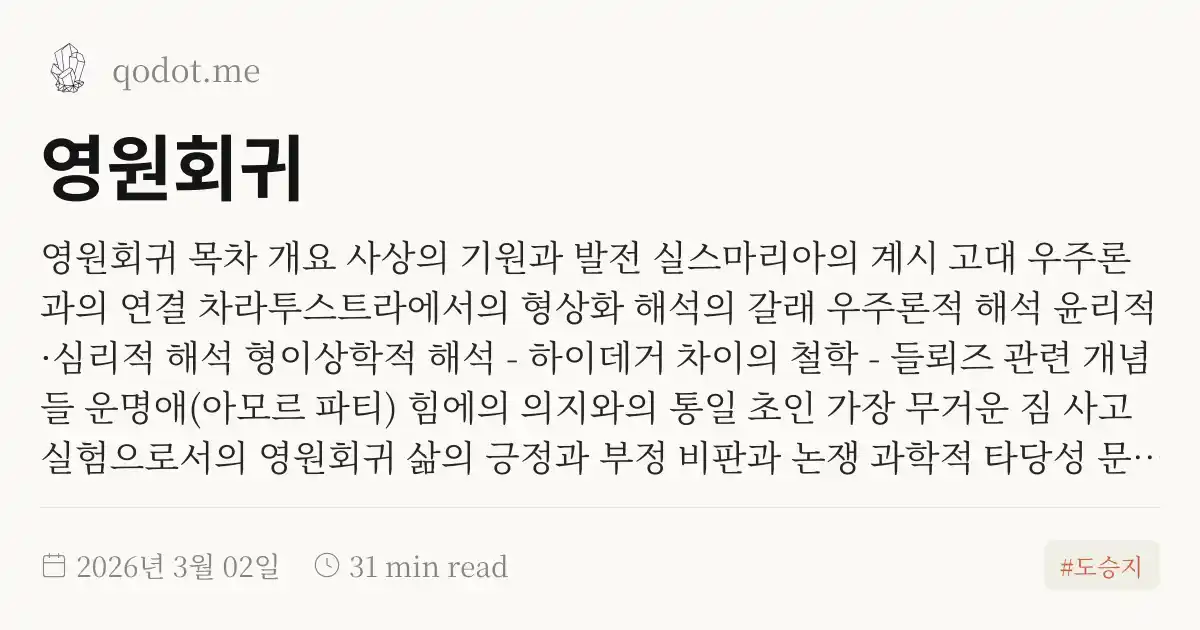 qodot.me
영원회귀
영원회귀 목차 개요 사상의 기원과 발전 실스마리아의 계시 고대 우주론
과의 연결 차라투스트라에서의 형상화 해석의 갈래 우주론적 해석 윤리적
·심리적 해석 형이상학적 해석 - 하이데거 차이의 철학 - 들뢰즈 관련 개념
들 운명애(아모르 파티) 힘에의 의지와의 통일 초인 가장 무거운 짐 사고
실험으로서의 영원회귀 삶의 긍정과 부정 비판과 논쟁 과학적 타당성 문…
2026년 3월 02일
31 min read
#도승지